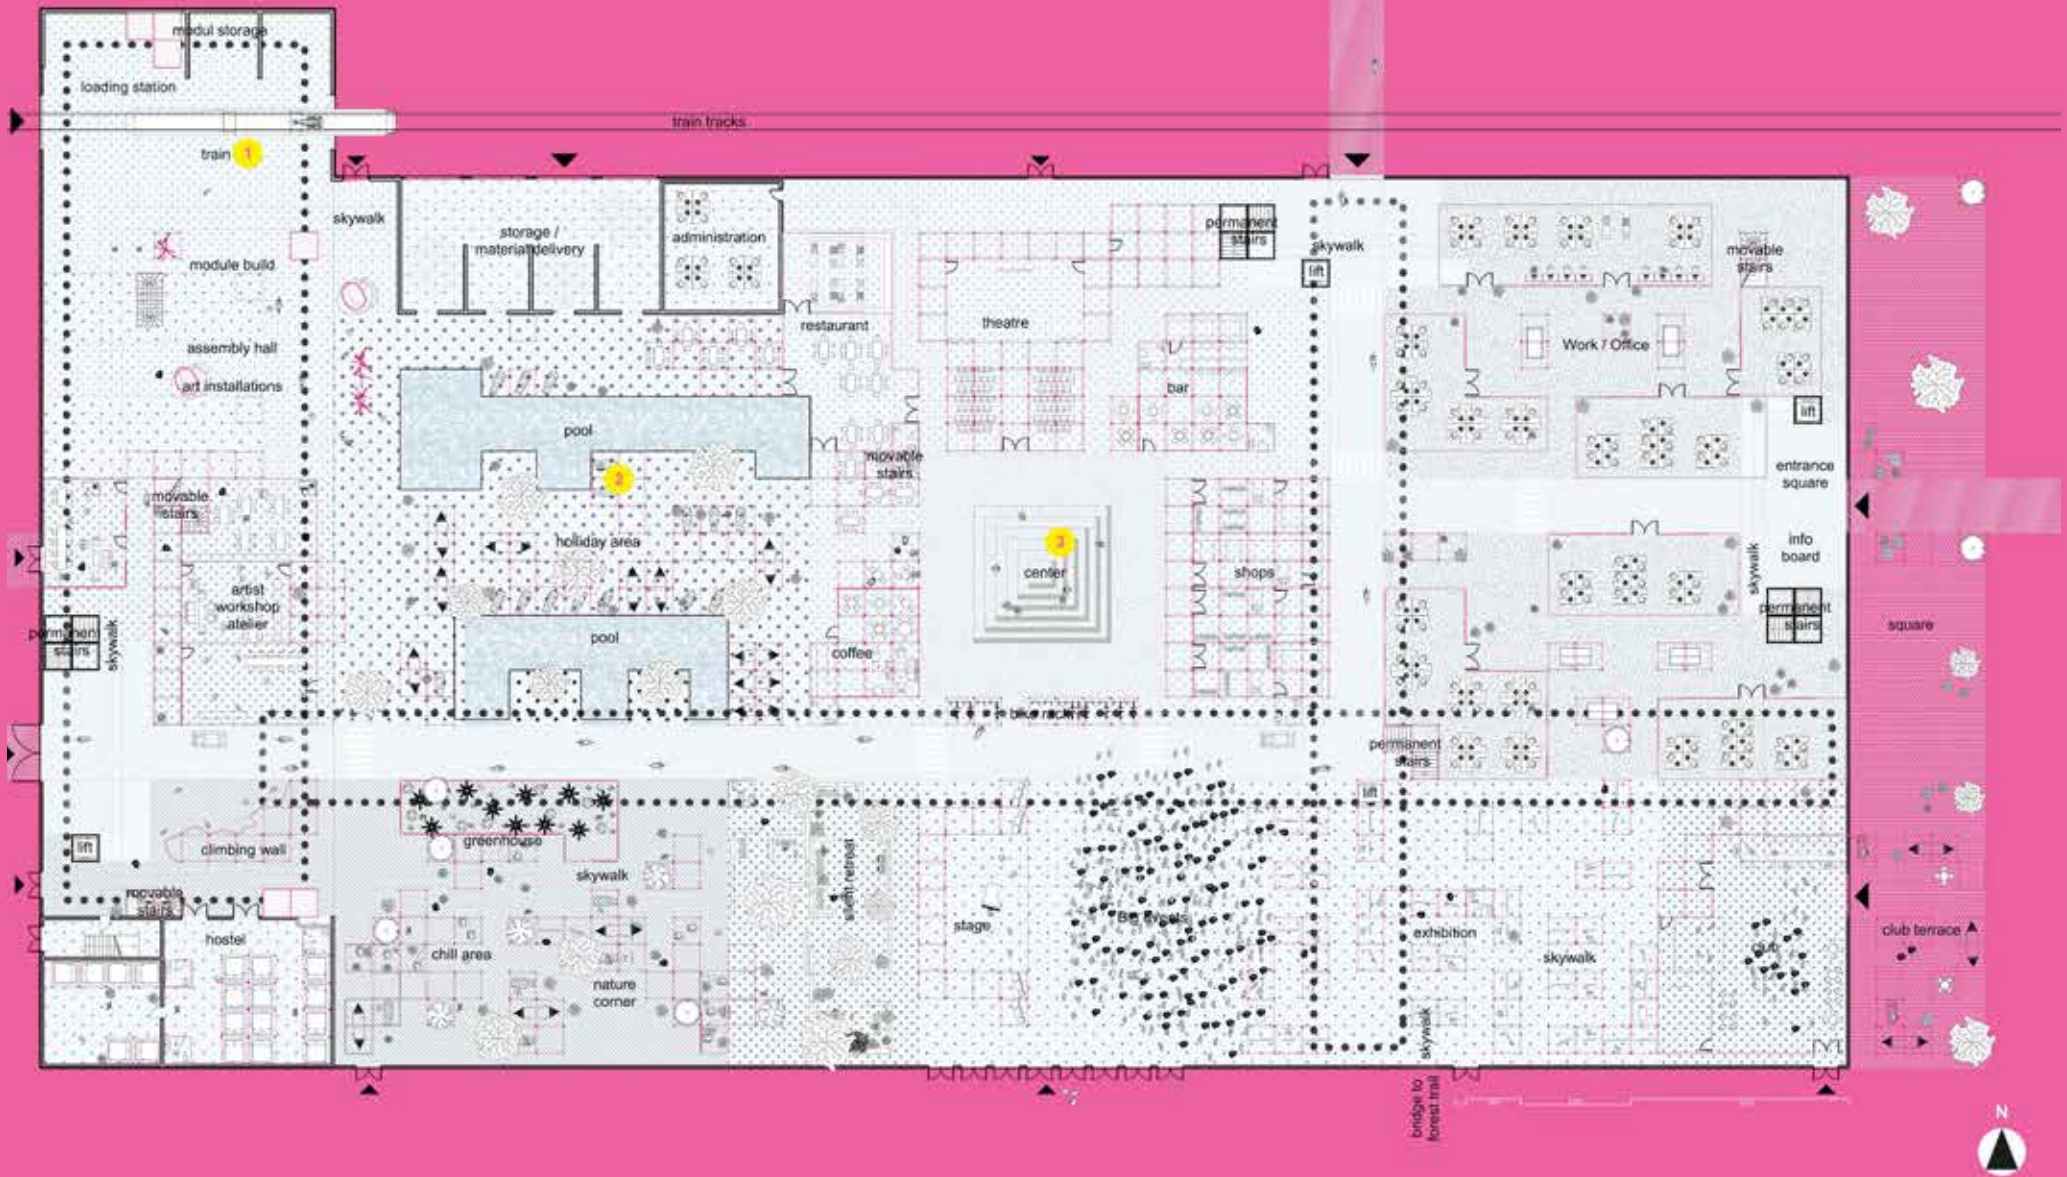 modul storage
loading station
train tracks
train 1
skywalk
storage /
material delivery
administration
permanent
stairs
skywalk
lift
movable
stairs
module build
restaurant
theatre
Work / Office
assembly hall
art installations
bar
lift
pool
movable
stairs
2
entrance
square
movable
stairs
holliday area
3
center
shops
skywalk
info
board
artist
workshop
atelier
permanent
stairs
square
permanent
stairs
skywalk
pool
coffee
permanent
stairs
lift
greenhouse
lift
climbing wall
skywalk
silent retreat
movable
stairs
hostel
stage
Big events
exhibition
club terrace
club
chill area
skywalk
nature
corner
skywalk
bridge to
forest trail
N